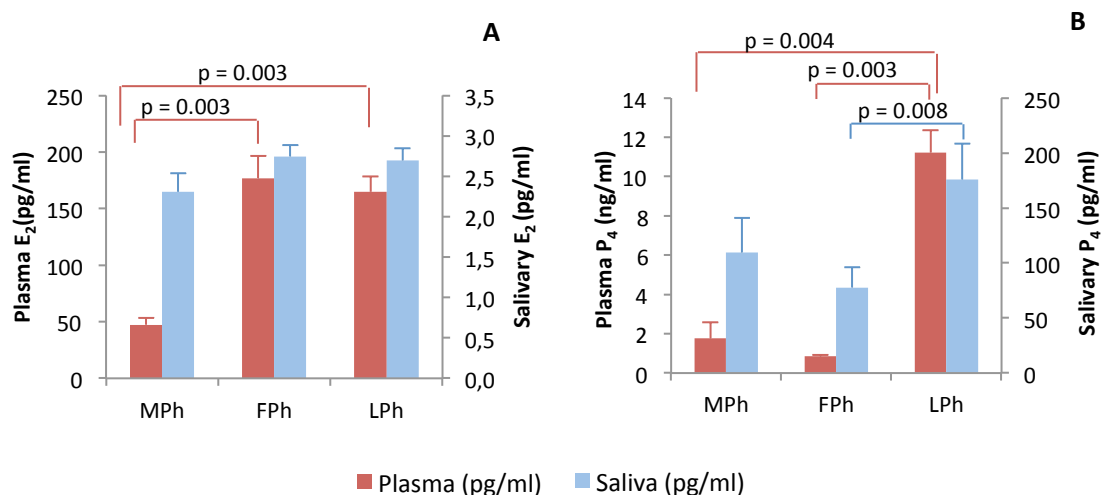 A
p = 0.003
p = 0.003
Plasma E2(pg/ml)
250
200
150
100
50
0
3,5
3,0
2,5
2,0
1,5
1,0
0,5
0,0
Salivary E2 (pg/ml)
MPh FPh LPh
B
p = 0.004
p = 0.003
p = 0.008
Plasma P4 (ng/ml)
14
12
10
8
6
4
2
0
250
200
150
100
50
0
Salivary P4 (pg/ml)
MPh FPh LPh
Plasma (pg/ml) Saliva (pg/ml)